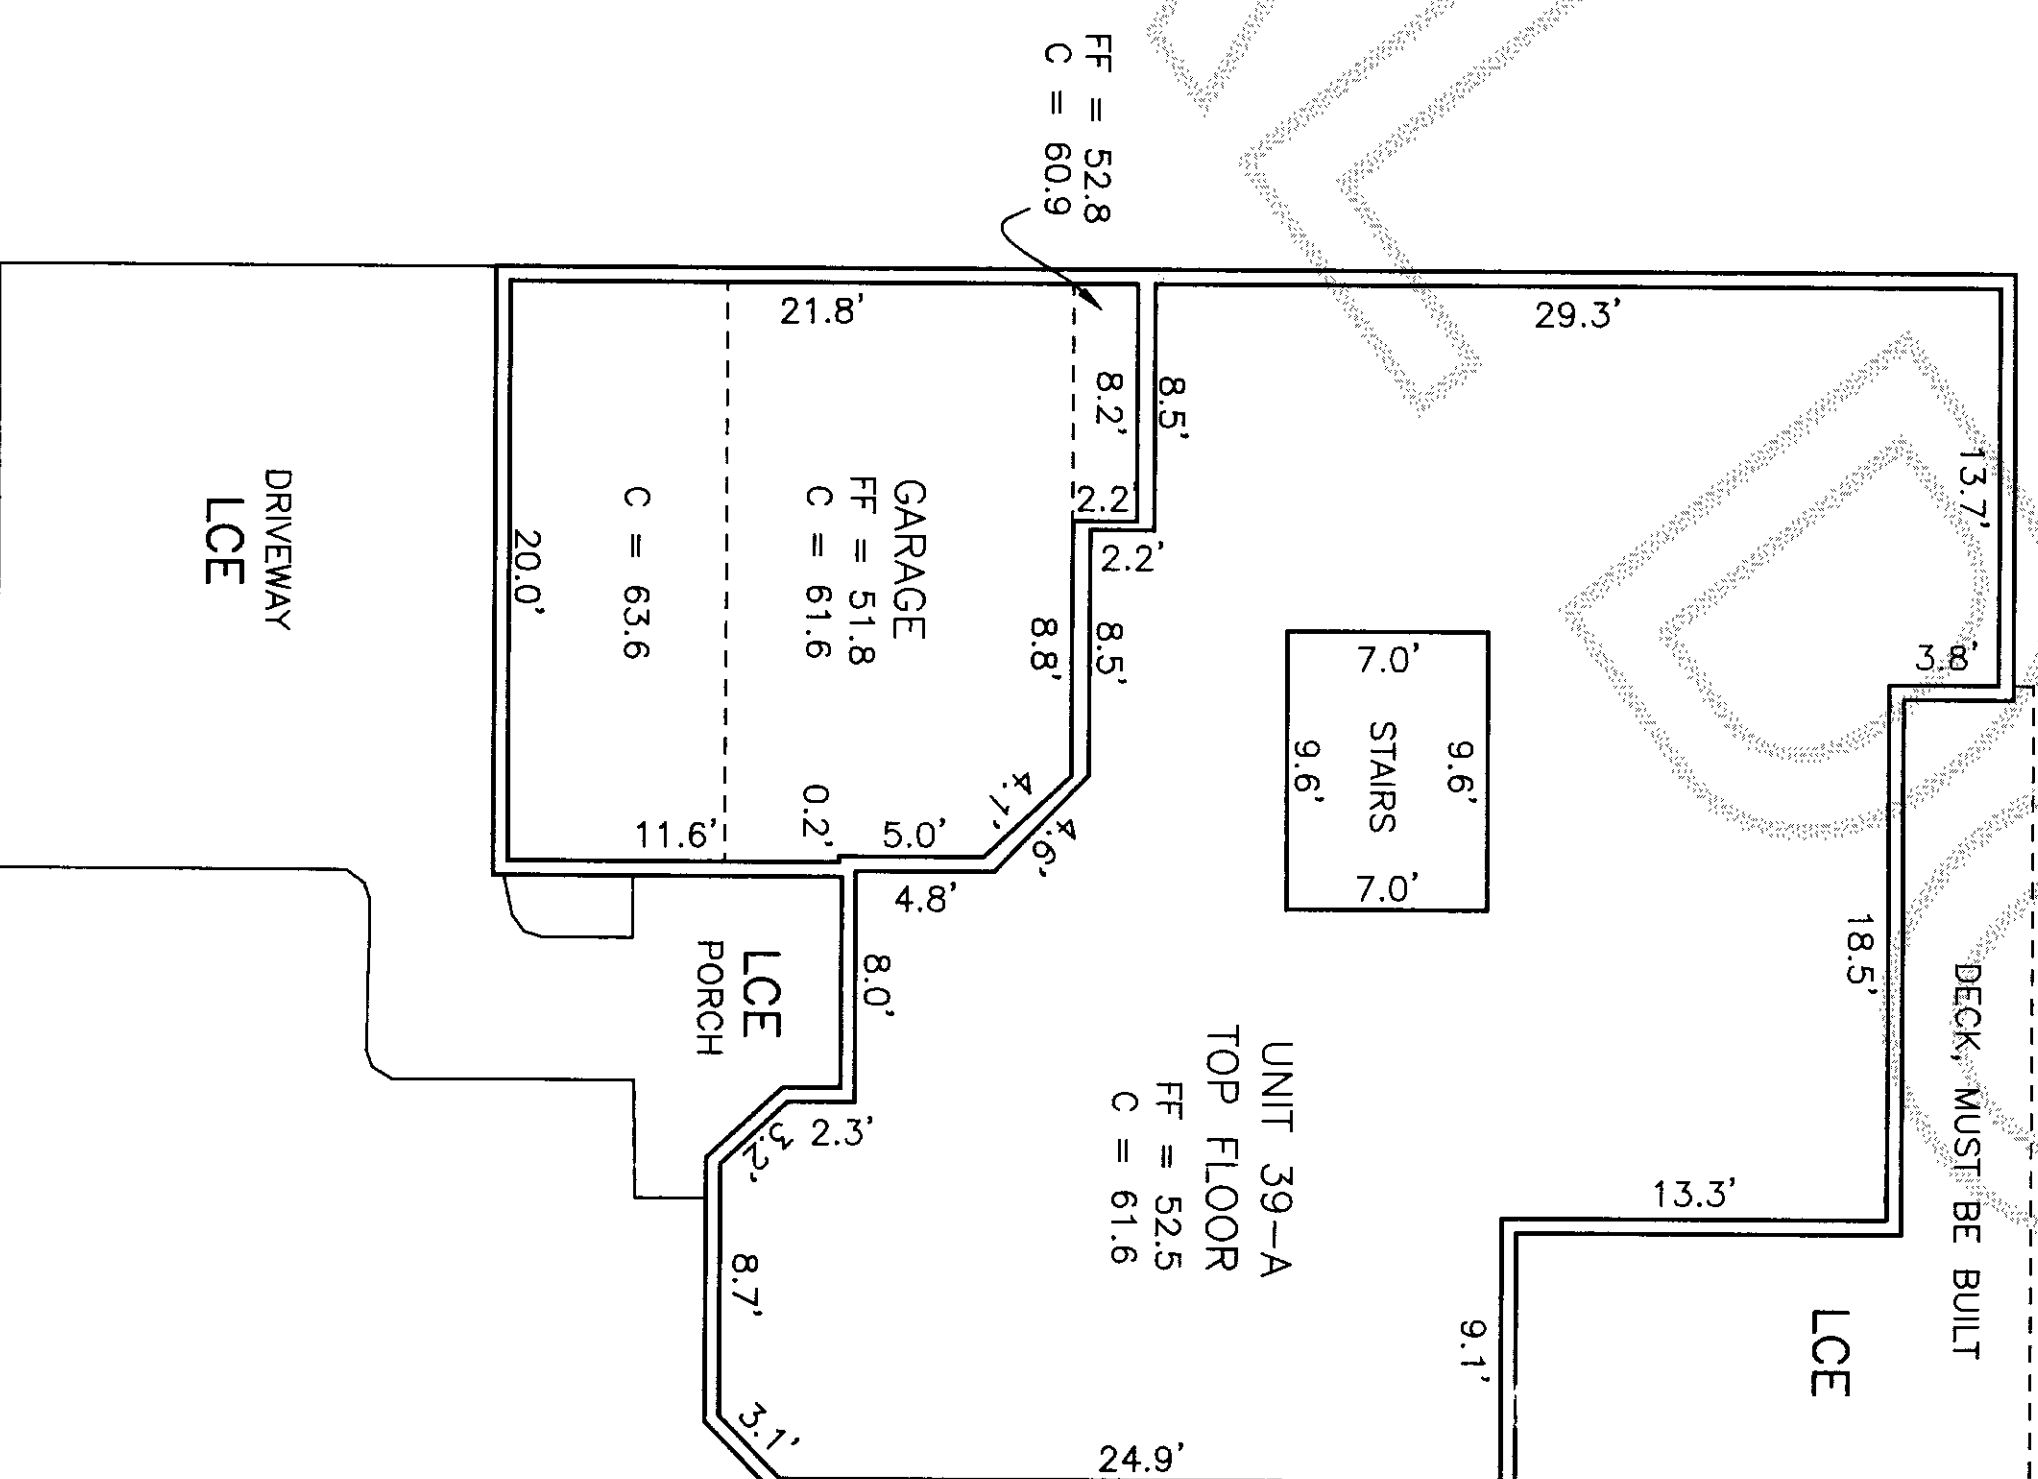 FF = 52.8
C = 60.9
21.8'
29.3'
8.2'
8.5'
13.7'
2.2'
2.2'
3.8'
GARAGE
FF = 51.8
C = 61.6
C = 63.6
20.0'
DRIVEWAY
LCE
8.8'
8.5'
4.1'
4.6'
0.2'
11.6'
5.0'
4.8'
7.0'
STAIRS
9.6'
9.6'
7.0'
LCE
PORCH
8.0'
2.3'
3.2'
8.7'
3.1'
UNIT 39-A
TOP FLOOR
FF = 52.5
C = 61.6
18.5'
13.3'
DECK, MUST BE BUILT
LCE
9.1'
24.9'